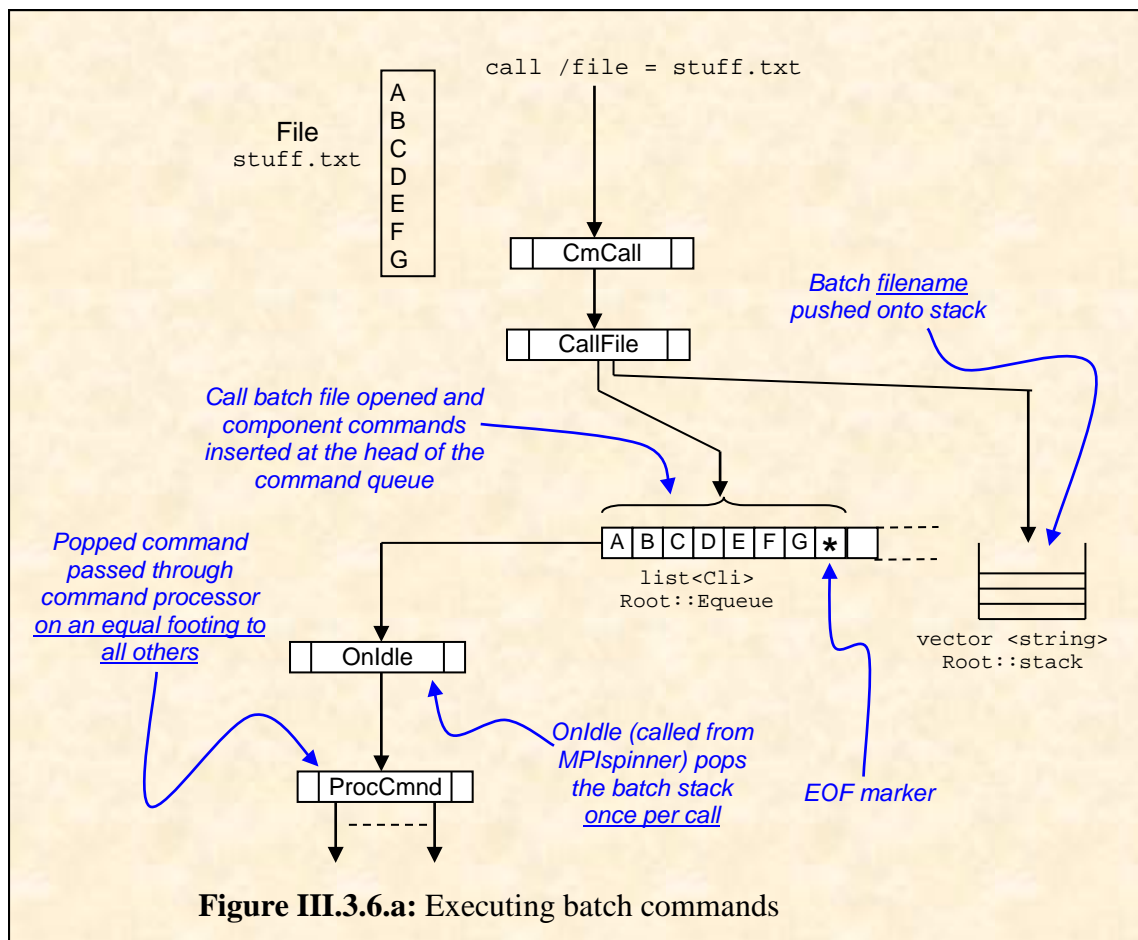 call /file = stuff.txt
File
stuff.txt
A
B
C
D
E
F
G
CmCall
CallFile
Batch filename
pushed onto stack
Call batch file opened and
component commands
inserted at the head of the
command queue
A B C D E F G *
list<Cli>
Root::Equeue
vector <string>
Root::stack
Popped command
passed through
command processor
on an equal footing to
all others
OnIdle
OnIdle (called from
MPIspinner) pops
the batch stack
once per call
EOF marker
ProcCmnd
Figure III.3.6.a: Executing batch commands